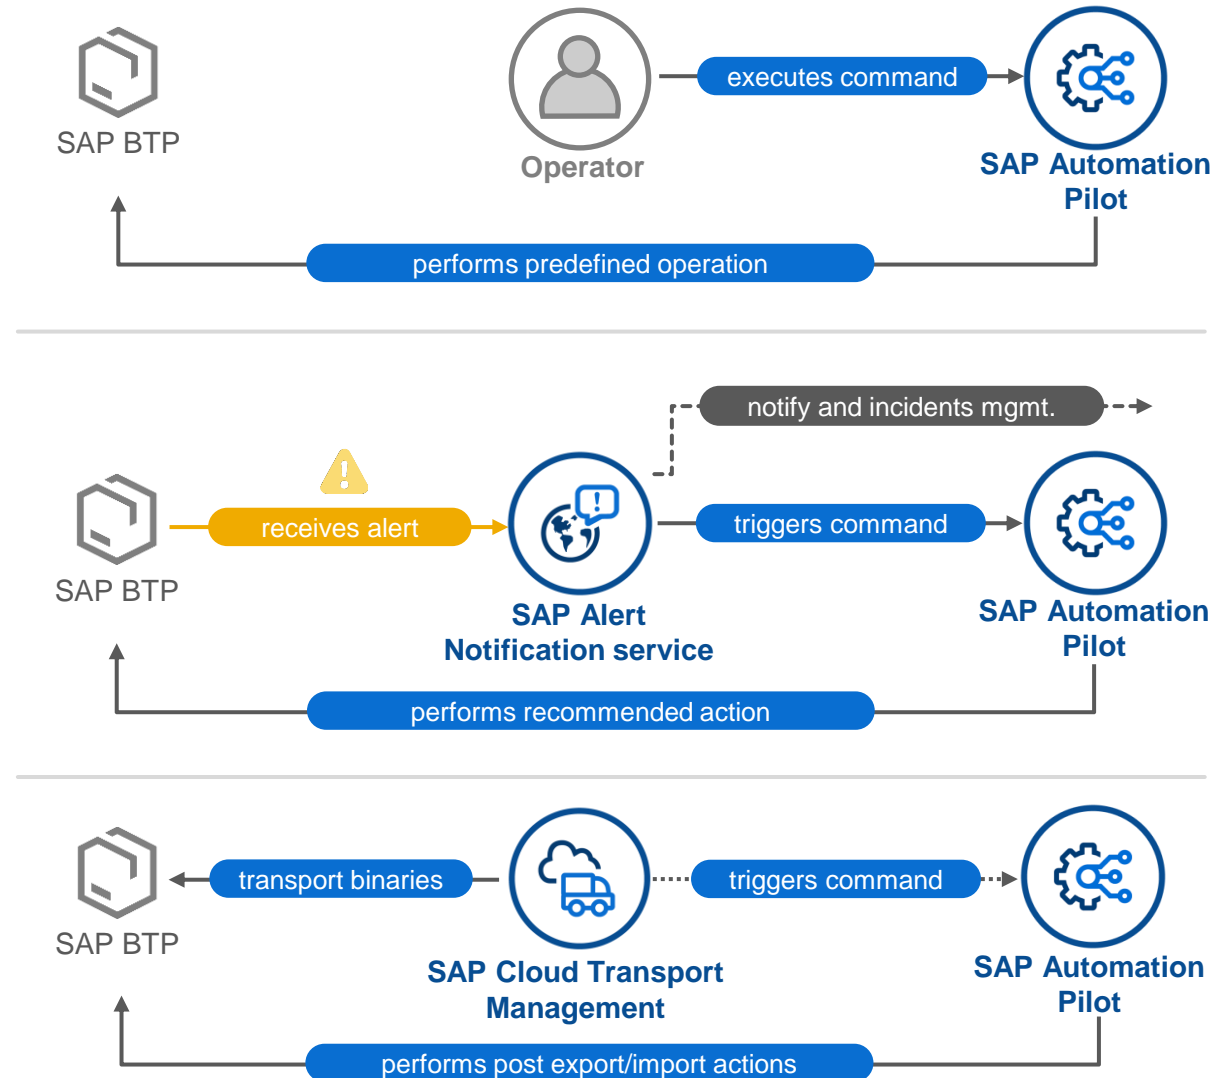 executes command
SAP BTP
Operator
SAP Automation
Pilot
performs predefined operation
notify and incidents mgmt.
receives alert
triggers command
SAP BTP
SAP Alert
Notification service
SAP Automation
Pilot
performs recommended action
transport binaries
triggers command
SAP BTP
SAP Cloud Transport
Management
SAP Automation
Pilot
performs post export/import actions